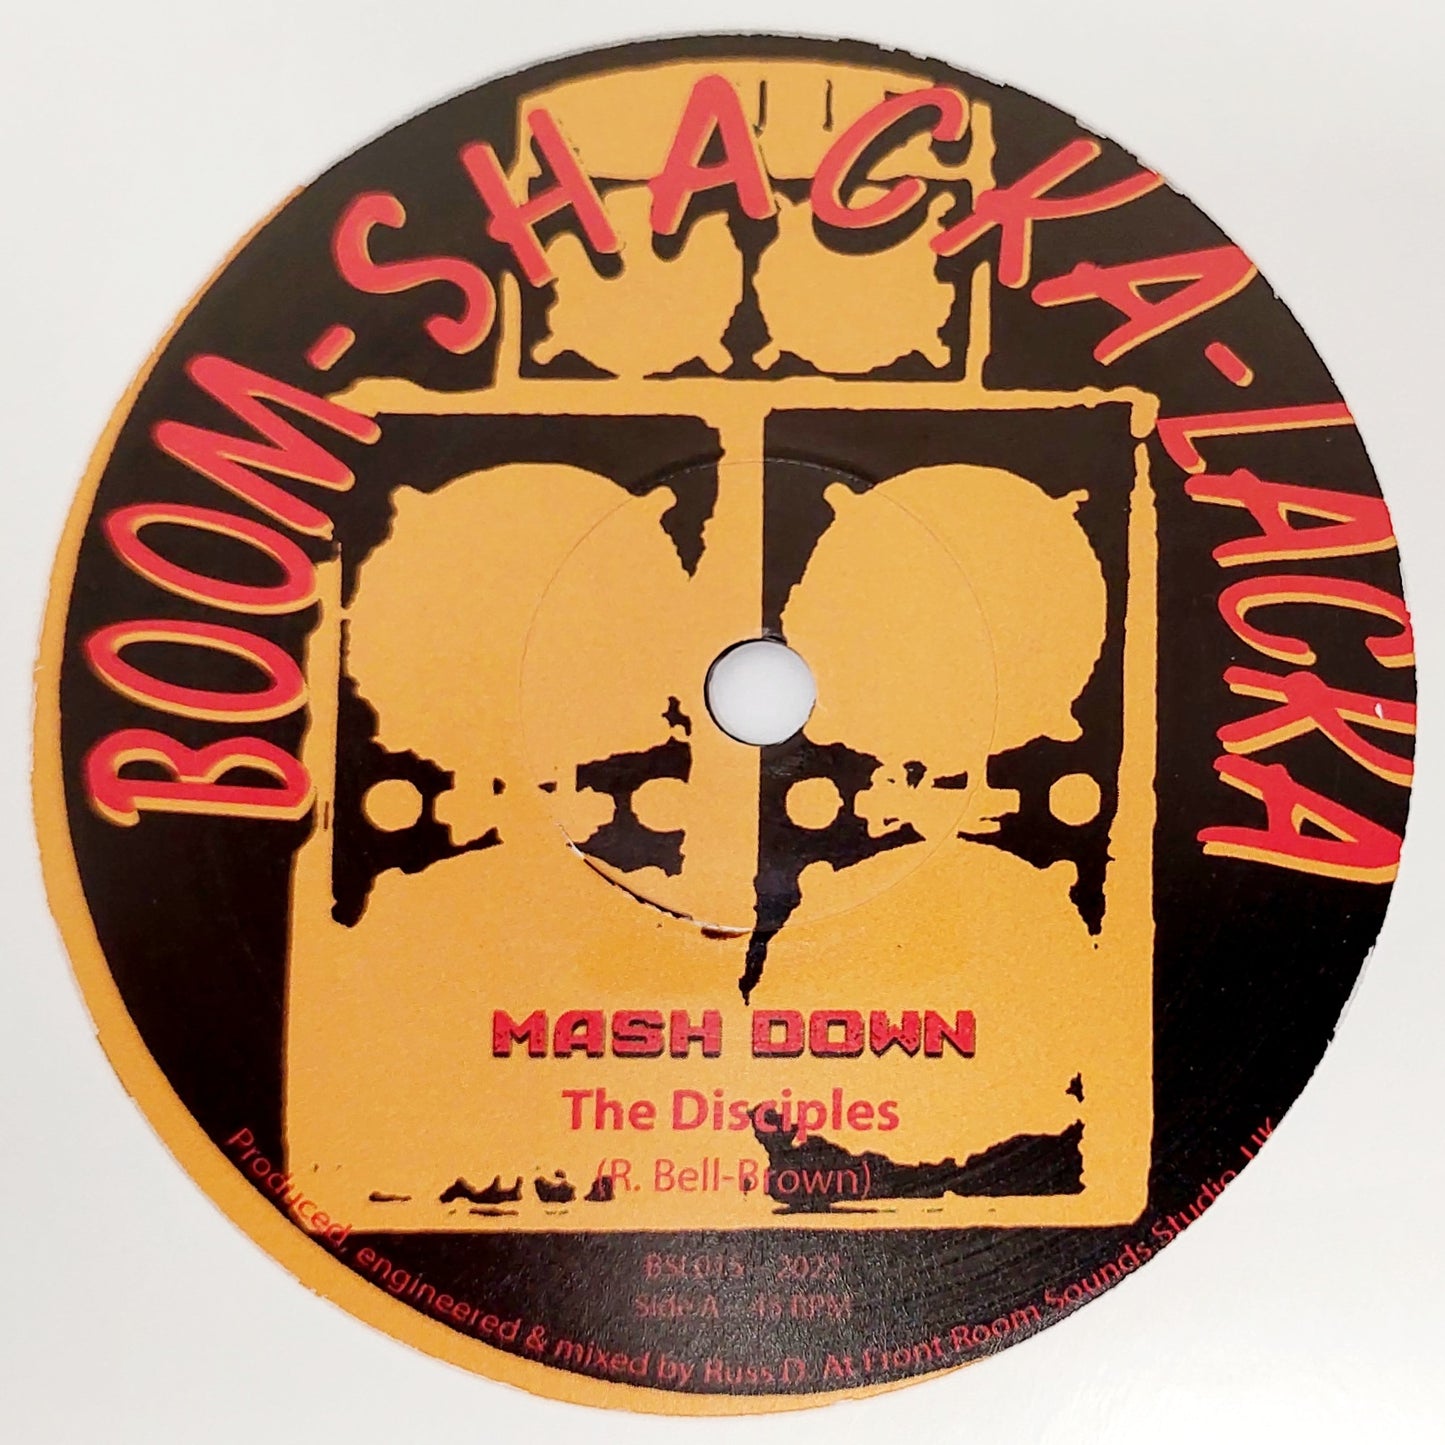 BOOM-SHACKA-LACKA
MASH DOWN
The Disciples
(R. Bell-Brown)
BSL015 2022
Side A 45 RPM
Produced, engineered & mixed by Russ D. At Front Room Sounds Studio, UK